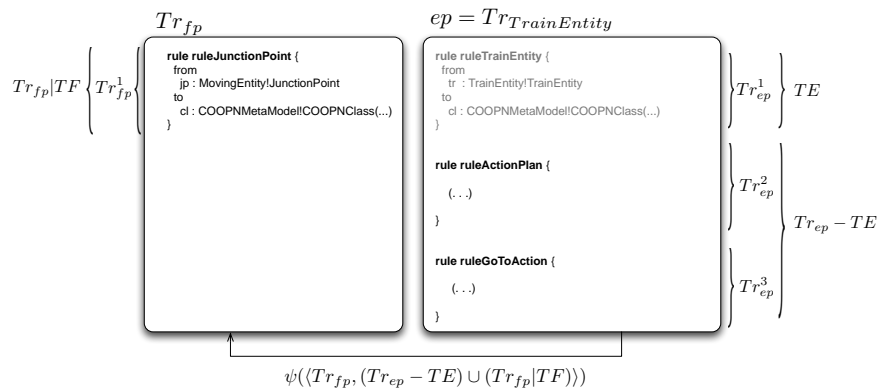 Tr_{fp}
ep = Tr_{TrainEntity}
Tr_{fp}|TF
Tr^1_{fp}
rule ruleJunctionPoint {
from
jp : MovingEntity!JunctionPoint
to
cl : COOPNMetaModel!COOPNClass(...)
}
rule ruleTrainEntity {
from
tr : TrainEntity!TrainEntity
to
cl : COOPNMetaModel!COOPNClass(...)
}
Tr^1_{ep}
TE
rule ruleActionPlan {
(. . .)
}
Tr^2_{ep}
Tr_{ep} − TE
rule ruleGoToAction {
(. . .)
}
Tr^3_{ep}
ψ(⟨Tr_{fp}, (Tr_{ep} − TE) ∪ (Tr_{fp}|TF)⟩)